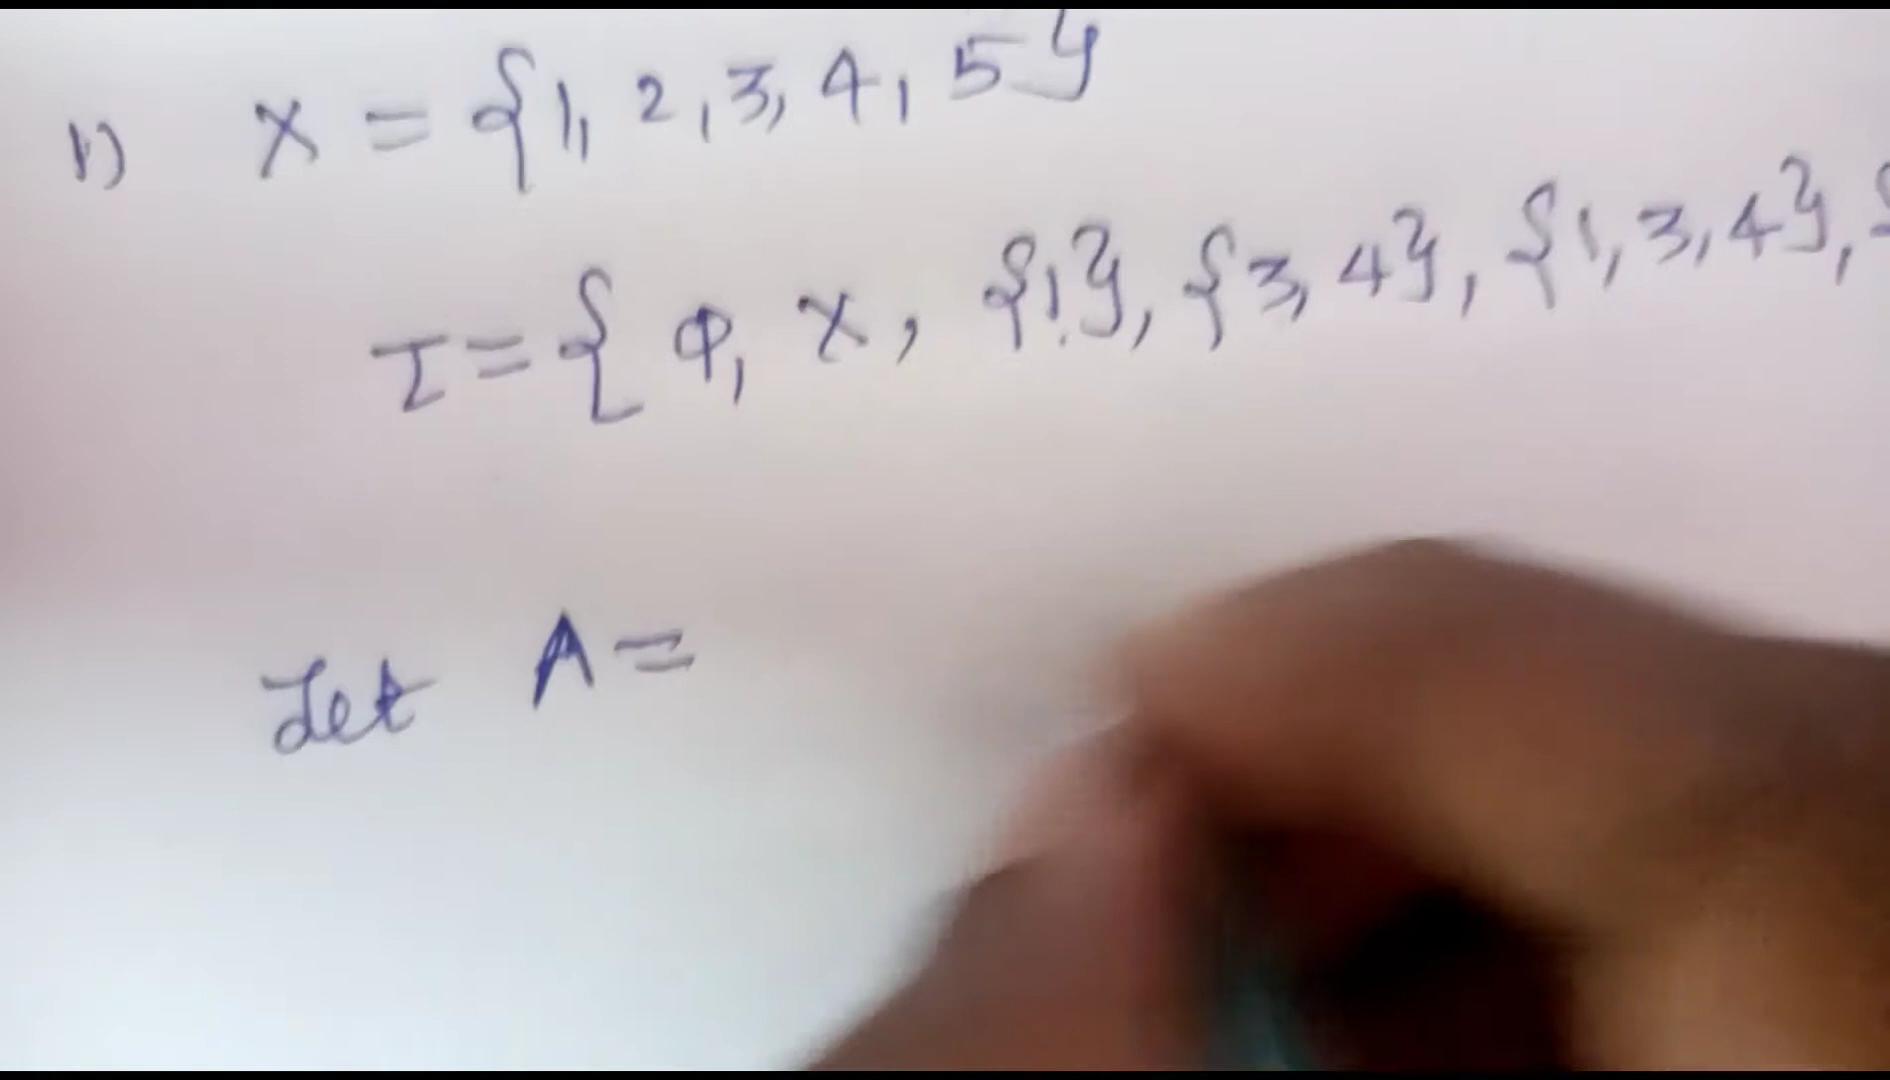 1) X = {1, 2, 3, 4, 5}
τ = { φ, X, {1}, {3, 4}, {1, 3, 4}, {
Let A =